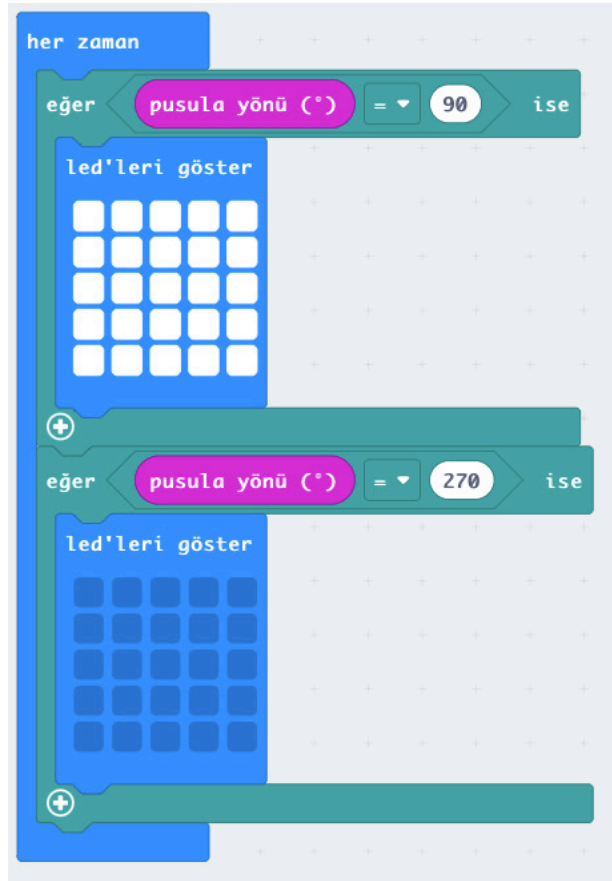 her zaman
eğer pusula yönü (°) = 90 ise
led'leri göster
eğer pusula yönü (°) = 270 ise
led'leri göster